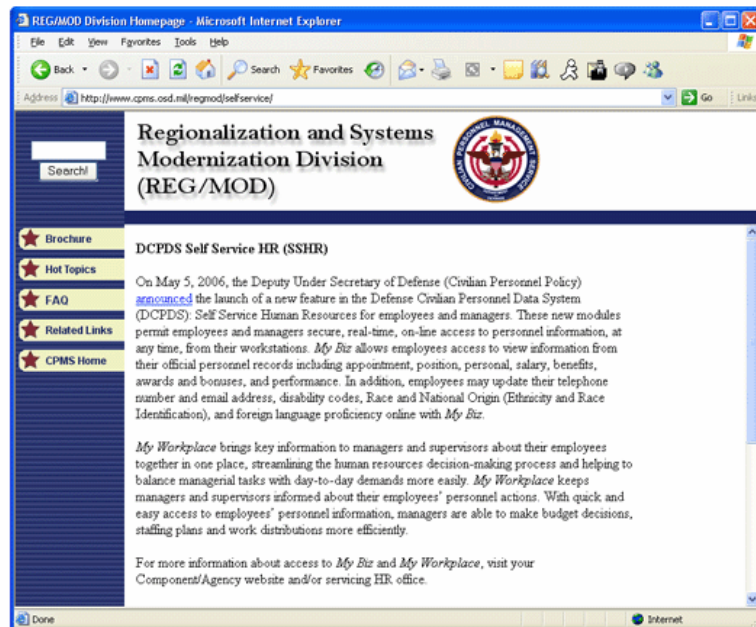 REG/MOD Division Homepage - Microsoft Internet Explorer
File Edit View Favorites Tools Help
Back Search Favorites
Address http://www.cpms.osd.mil/regmod/selfservice/ Go Links
Search!
Regionalization and Systems
Modernization Division
(REG/MOD)
CIVILIAN PERSONNEL MANAGEMENT SERVICE
Brochure
Hot Topics
FAQ
Related Links
CPMS Home
DCPDS Self Service HR (SSHR)
On May 5, 2006, the Deputy Under Secretary of Defense (Civilian Personnel Policy)
announced the launch of a new feature in the Defense Civilian Personnel Data System
(DCPDS): Self Service Human Resources for employees and managers. These new modules
permit employees and managers secure, real-time, on-line access to personnel information, at
any time, from their workstations. My Biz allows employees access to view information from
their official personnel records including appointment, position, personal, salary, benefits,
awards and bonuses, and performance. In addition, employees may update their telephone
number and email address, disability codes, Race and National Origin (Ethnicity and Race
Identification), and foreign language proficiency online with My Biz.
My Workplace brings key information to managers and supervisors about their employees
together in one place, streamlining the human resources decision-making process and helping to
balance managerial tasks with day-to-day demands more easily. My Workplace keeps
managers and supervisors informed about their employees' personnel actions. With quick and
easy access to employees' personnel information, managers are able to make budget decisions,
staffing plans and work distributions more efficiently.
For more information about access to My Biz and My Workplace, visit your
Component/Agency website and/or servicing HR office.
Done Internet